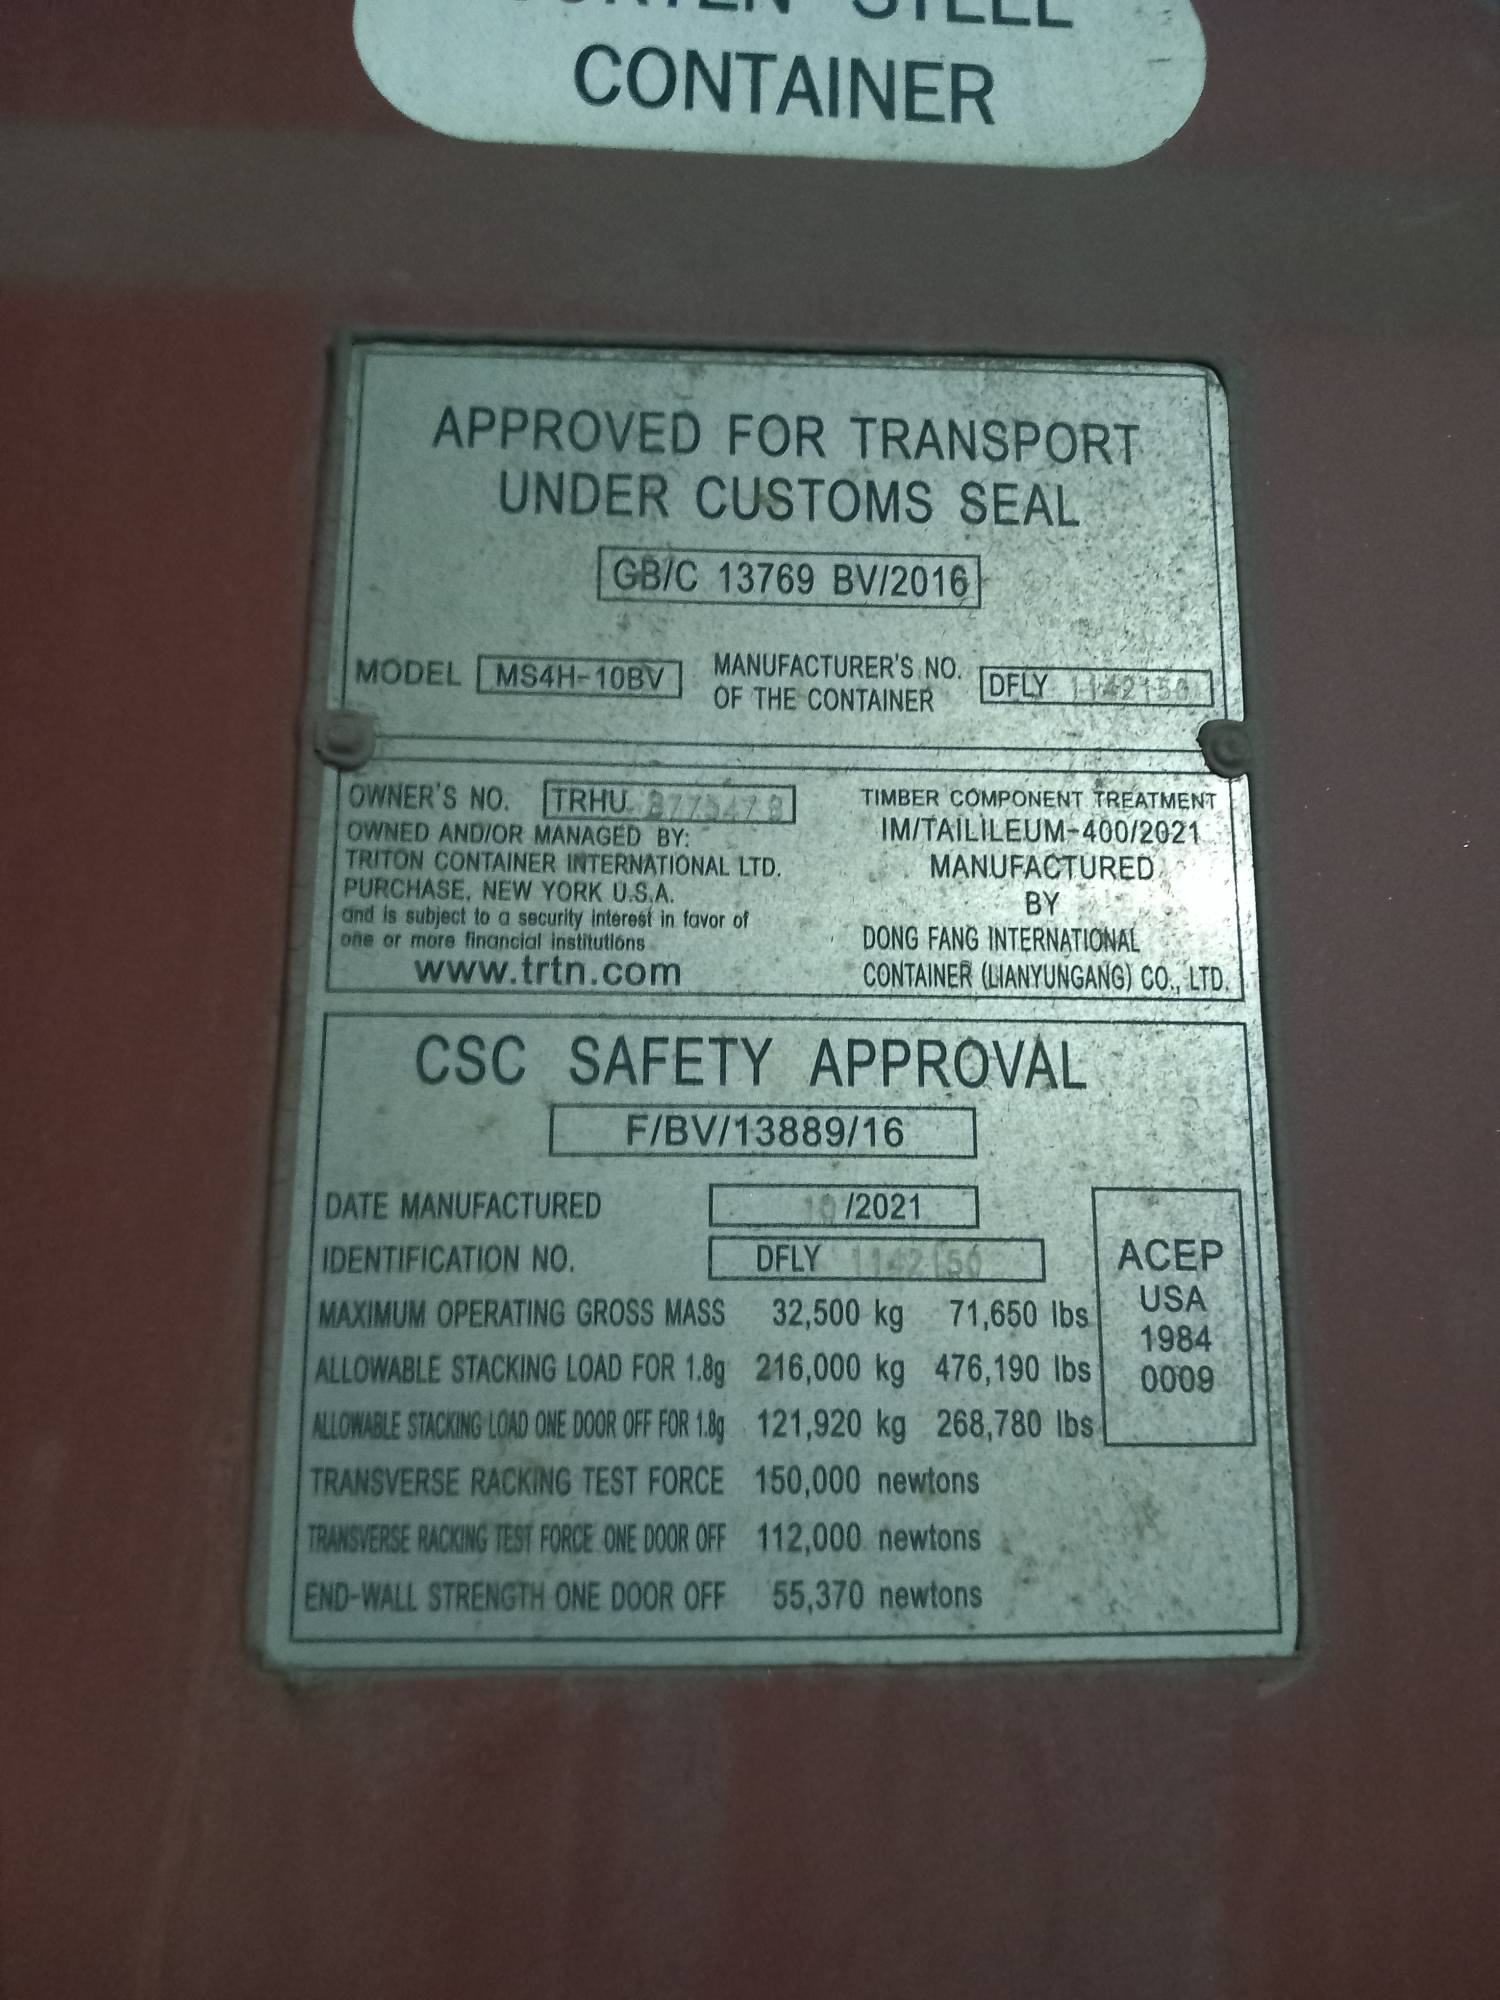 CORTEN STEEL
CONTAINER
APPROVED FOR TRANSPORT
UNDER CUSTOMS SEAL
GB/C 13769 BV/2016
MODEL MS4H-10BV MANUFACTURER'S NO.
OF THE CONTAINER DFLY
OWNER'S NO. TRHU
OWNED AND/OR MANAGED BY:
TRITON CONTAINER INTERNATIONAL LTD.
PURCHASE, NEW YORK U.S.A.
and is subject to a security interest in favor of
one or more financial institutions
www.trtn.com
TIMBER COMPONENT TREATMENT
IM/TAILILEUM-400/2021
MANUFACTURED
BY
DONG FANG INTERNATIONAL
CONTAINER (LIANYUNGANG) CO., LTD.
CSC SAFETY APPROVAL
F/BV/13889/16
DATE MANUFACTURED 10/2021
IDENTIFICATION NO. DFLY
MAXIMUM OPERATING GROSS MASS 32,500 kg 71,650 lbs
ALLOWABLE STACKING LOAD FOR 1.8g 216,000 kg 476,190 lbs
ALLOWABLE STACKING LOAD ONE DOOR OFF FOR 1.8g 121,920 kg 268,780 lbs
TRANSVERSE RACKING TEST FORCE 150,000 newtons
TRANSVERSE RACKING TEST FORCE ONE DOOR OFF 112,000 newtons
END-WALL STRENGTH ONE DOOR OFF 55,370 newtons
ACEP
USA
1984
0009